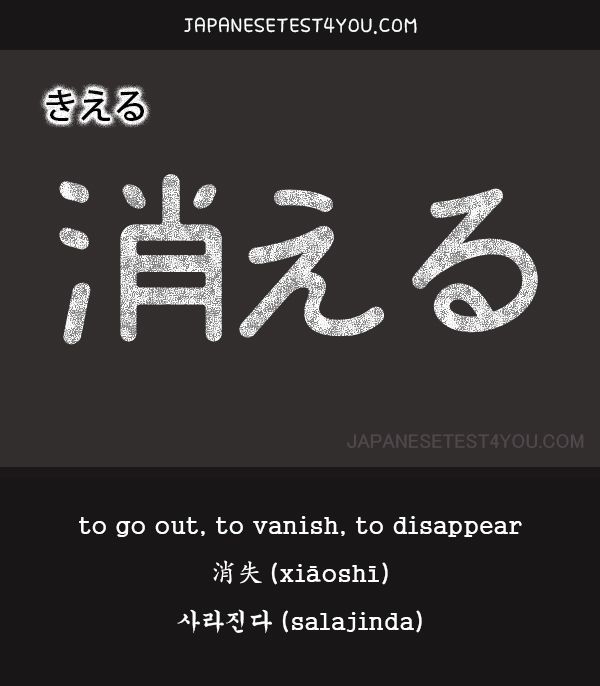 JAPANESETEST4YOU.COM
きえる
消える
JAPANESETEST4YOU.COM
to go out, to vanish, to disappear
消失 (xiāoshī)
사라진다 (salajinda)